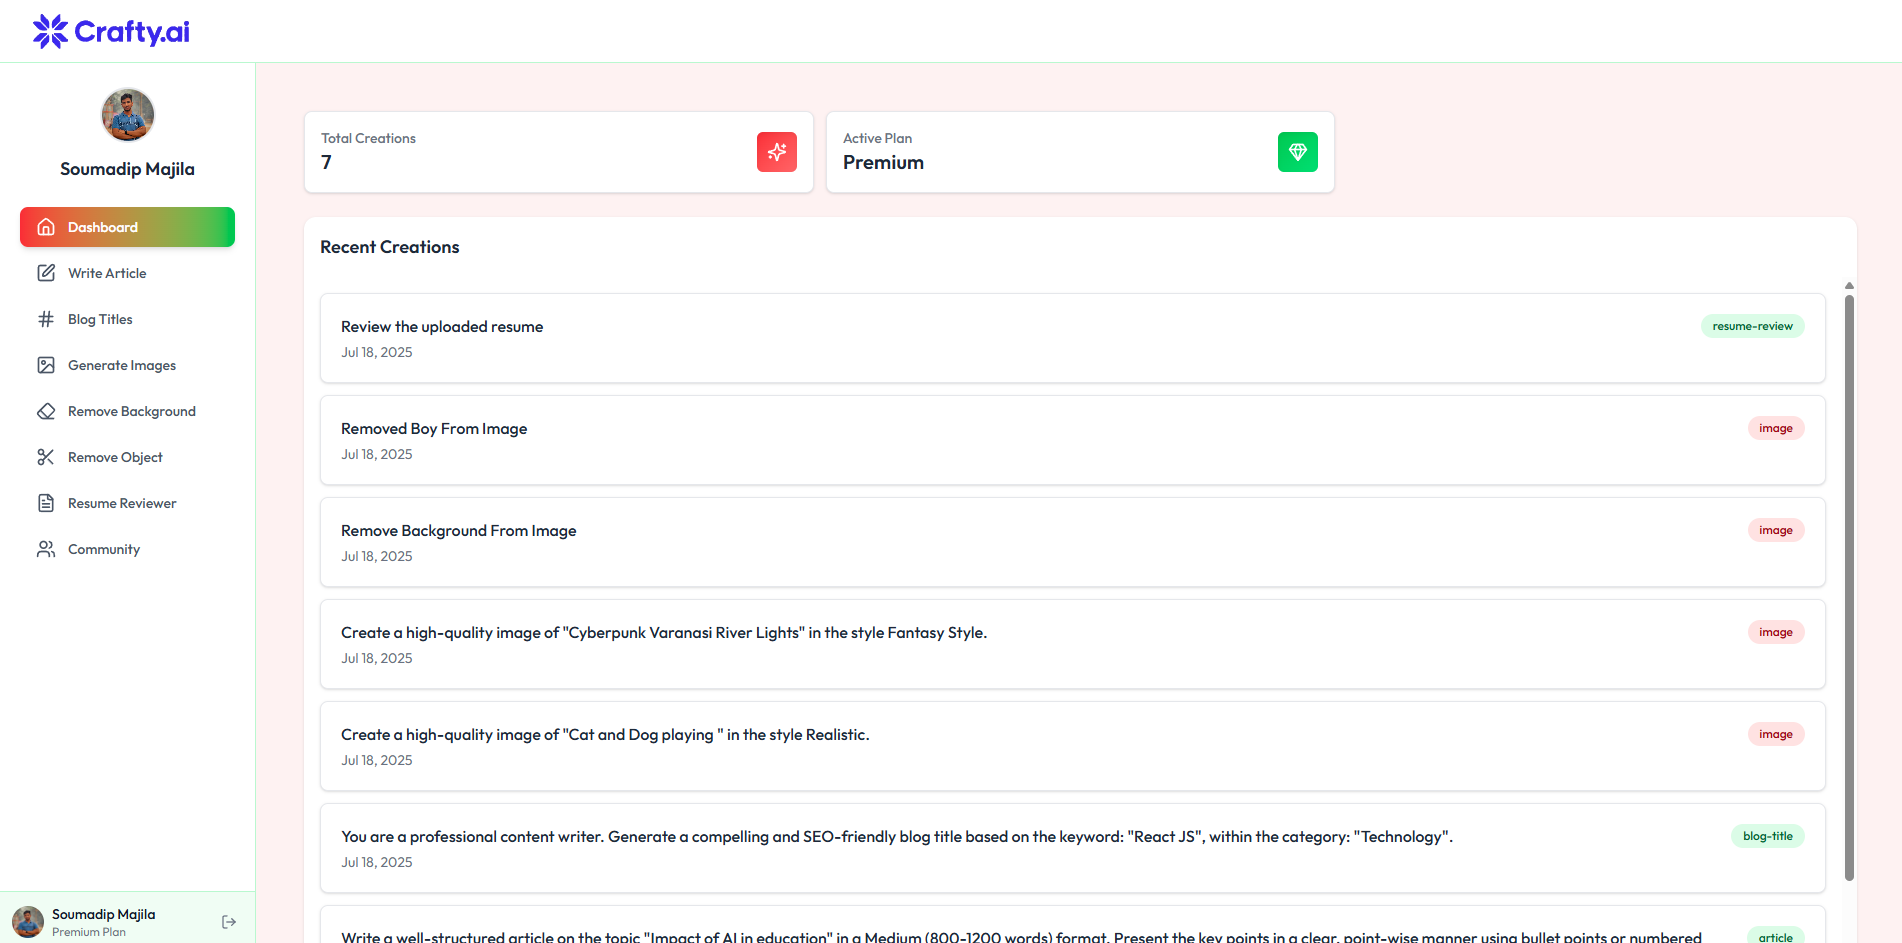 Crafty.ai
Soumadip Majila
Dashboard
Write Article
Blog Titles
Generate Images
Remove Background
Remove Object
Resume Reviewer
Community
Soumadip Majila
Premium Plan
Total Creations
7
Active Plan
Premium
Recent Creations
Review the uploaded resume
resume-review
Jul 18, 2025
Removed Boy From Image
image
Jul 18, 2025
Remove Background From Image
image
Jul 18, 2025
Create a high-quality image of "Cyberpunk Varanasi River Lights" in the style Fantasy Style.
image
Jul 18, 2025
Create a high-quality image of "Cat and Dog playing " in the style Realistic.
image
Jul 18, 2025
You are a professional content writer. Generate a compelling and SEO-friendly blog title based on the keyword: "React JS", within the category: "Technology".
blog-title
Jul 18, 2025
Write a well-structured article on the topic "Impact of AI in education" in a Medium (800-1200 words) format. Present the key points in a clear, point-wise manner using bullet points or numbered
article